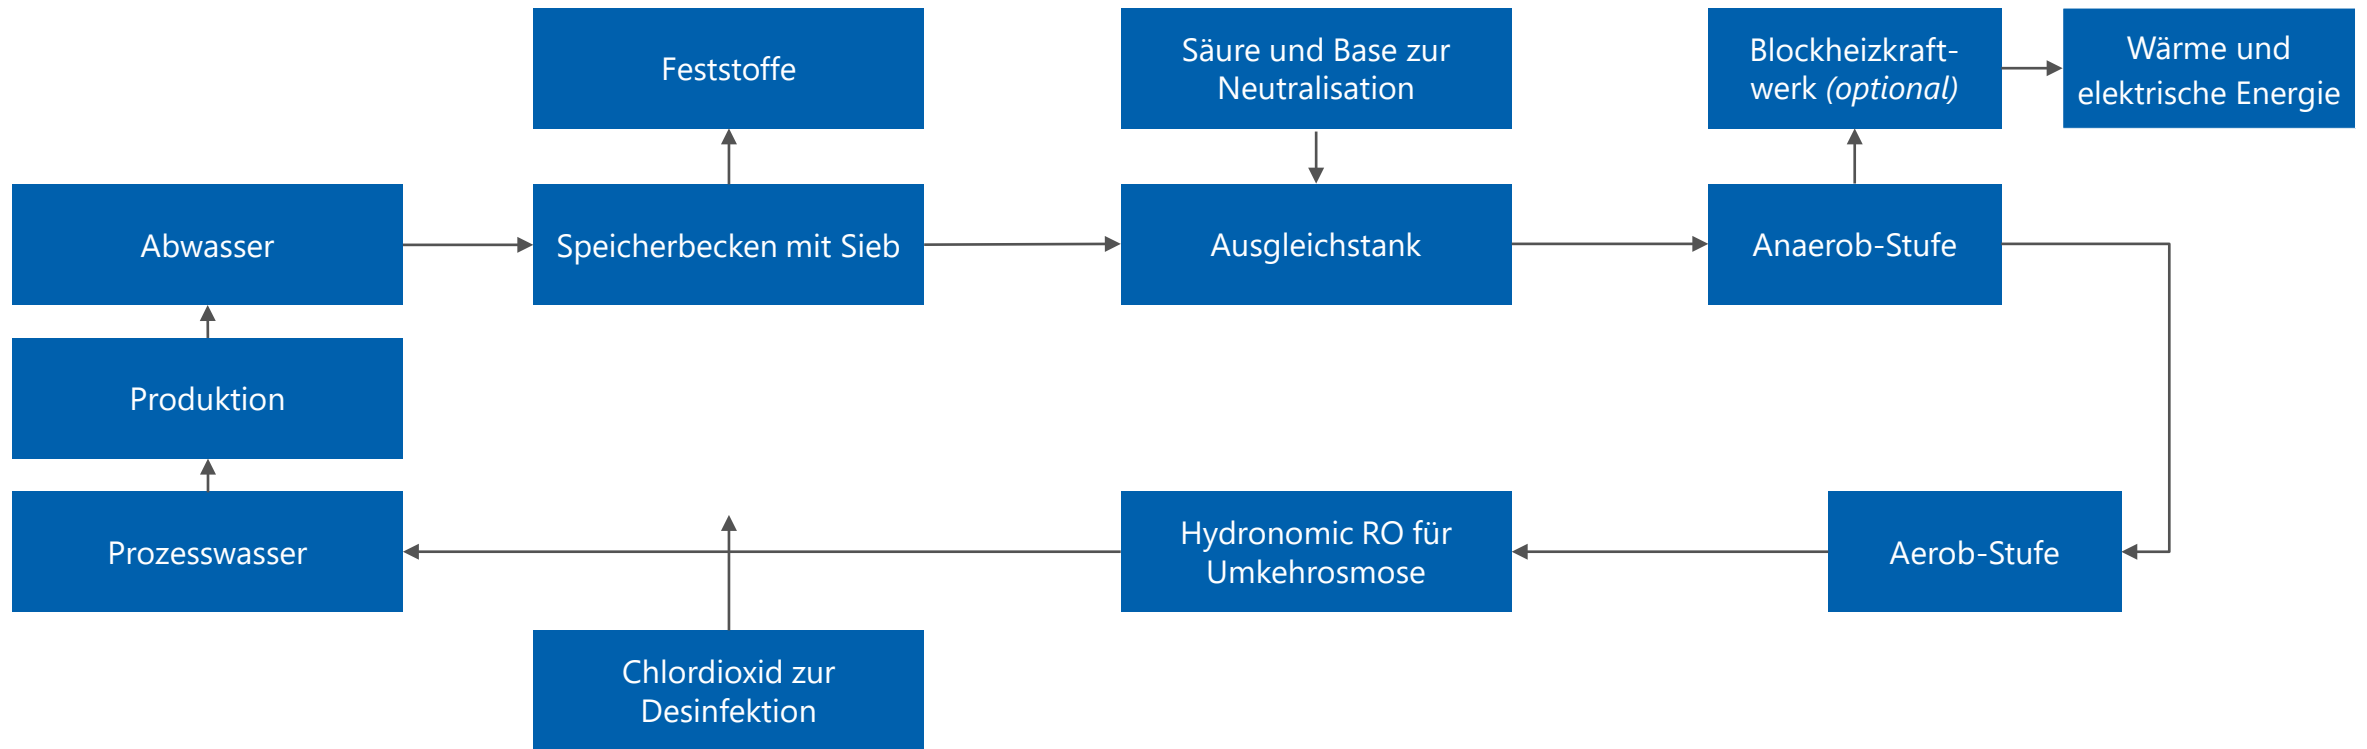 Feststoffe
Säure und Base zur
Neutralisation
Blockheizkraft-
werk (optional)
Wärme und
elektrische Energie
Abwasser
Speicherbecken mit Sieb
Ausgleichstank
Anaerob-Stufe
Produktion
Prozesswasser
Hydronomic RO für
Umkehrosmose
Aerob-Stufe
Chlordioxid zur
Desinfektion